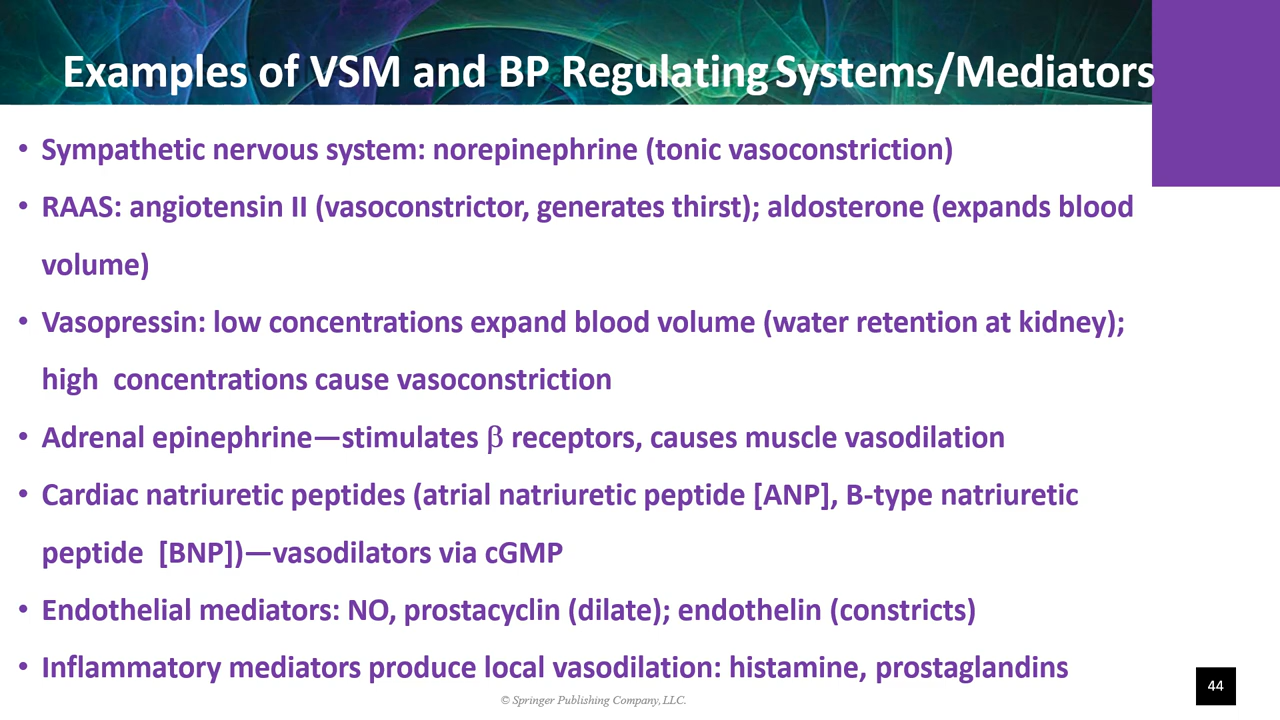 Examples of VSM and BP Regulating Systems/Mediators
• Sympathetic nervous system: norepinephrine (tonic vasoconstriction)
• RAAS: angiotensin II (vasoconstrictor, generates thirst); aldosterone (expands blood
volume)
• Vasopressin: low concentrations expand blood volume (water retention at kidney);
high concentrations cause vasoconstriction
• Adrenal epinephrine—stimulates β receptors, causes muscle vasodilation
• Cardiac natriuretic peptides (atrial natriuretic peptide [ANP], B-type natriuretic
peptide [BNP])—vasodilators via cGMP
• Endothelial mediators: NO, prostacyclin (dilate); endothelin (constricts)
• Inflammatory mediators produce local vasodilation: histamine, prostaglandins
© Springer Publishing Company, LLC.
44